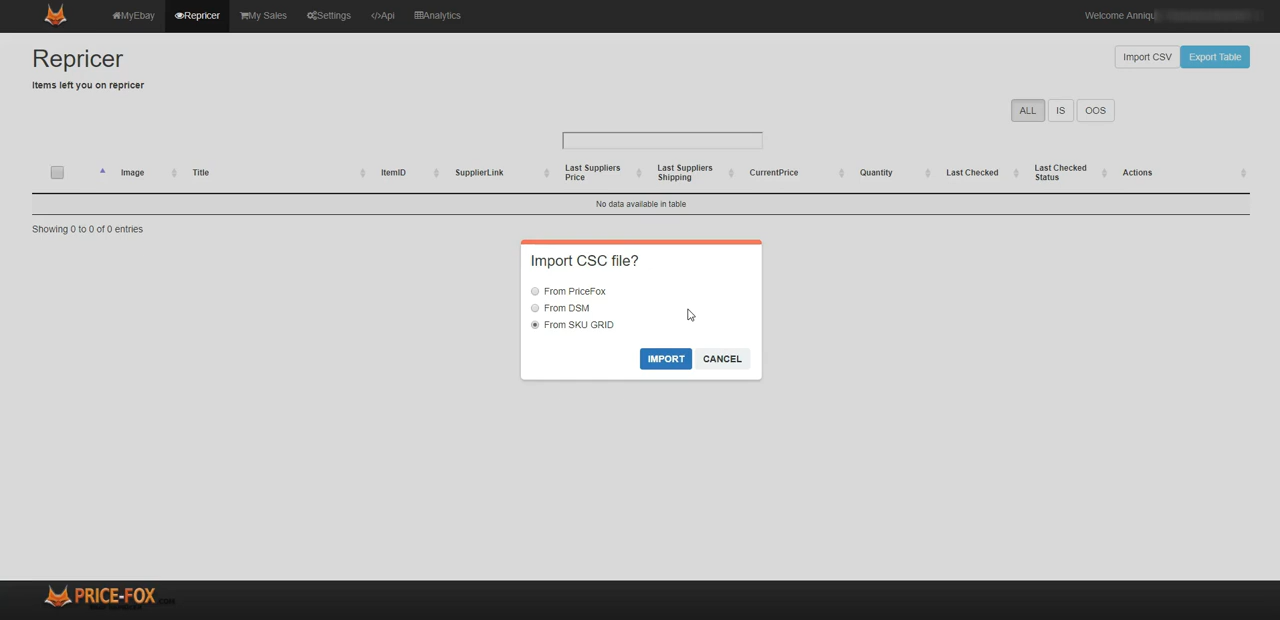 MyEbay Repricer My Sales Settings </>Api Analytics Welcome Anniqu
Repricer
Import CSV Export Table
Items left you on repricer
ALL IS OOS
Image Title ItemID SupplierLink Last Suppliers Price Last Suppliers Shipping CurrentPrice Quantity Last Checked Last Checked Status Actions
No data available in table
Showing 0 to 0 of 0 entries
Import CSC file?
From PriceFox
From DSM
From SKU GRID
IMPORT CANCEL
PRICE-FOX.com